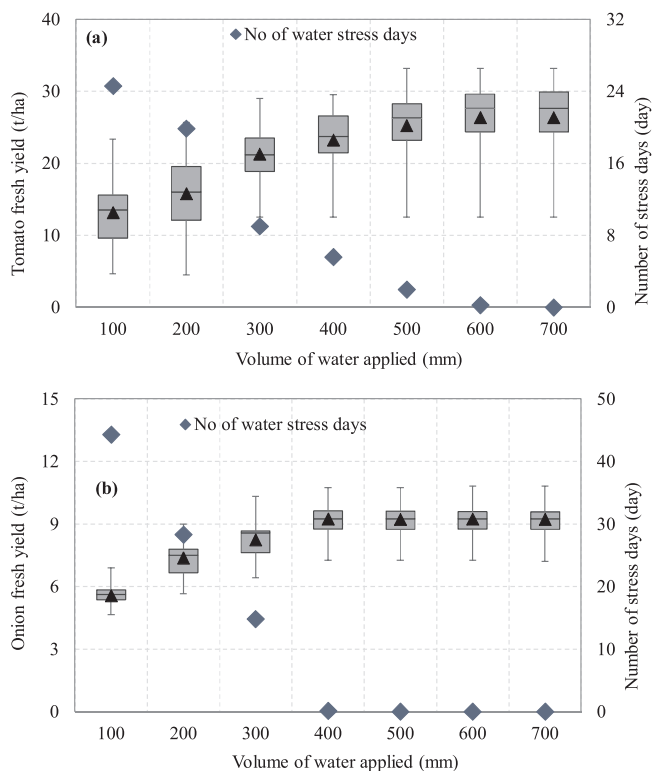 40
32
(a)
No of water stress days
30
24
20
16
10
8
0
0
Tomato fresh yield (t/ha)
Number of stress days (day)
100 200 300 400 500 600 700
Volume of water applied (mm)
15
50
No of water stress days
12
40
(b)
9
30
6
20
3
10
0
0
Onion fresh yield (t/ha)
Number of stress days (day)
100 200 300 400 500 600 700
Volume of water applied (mm)